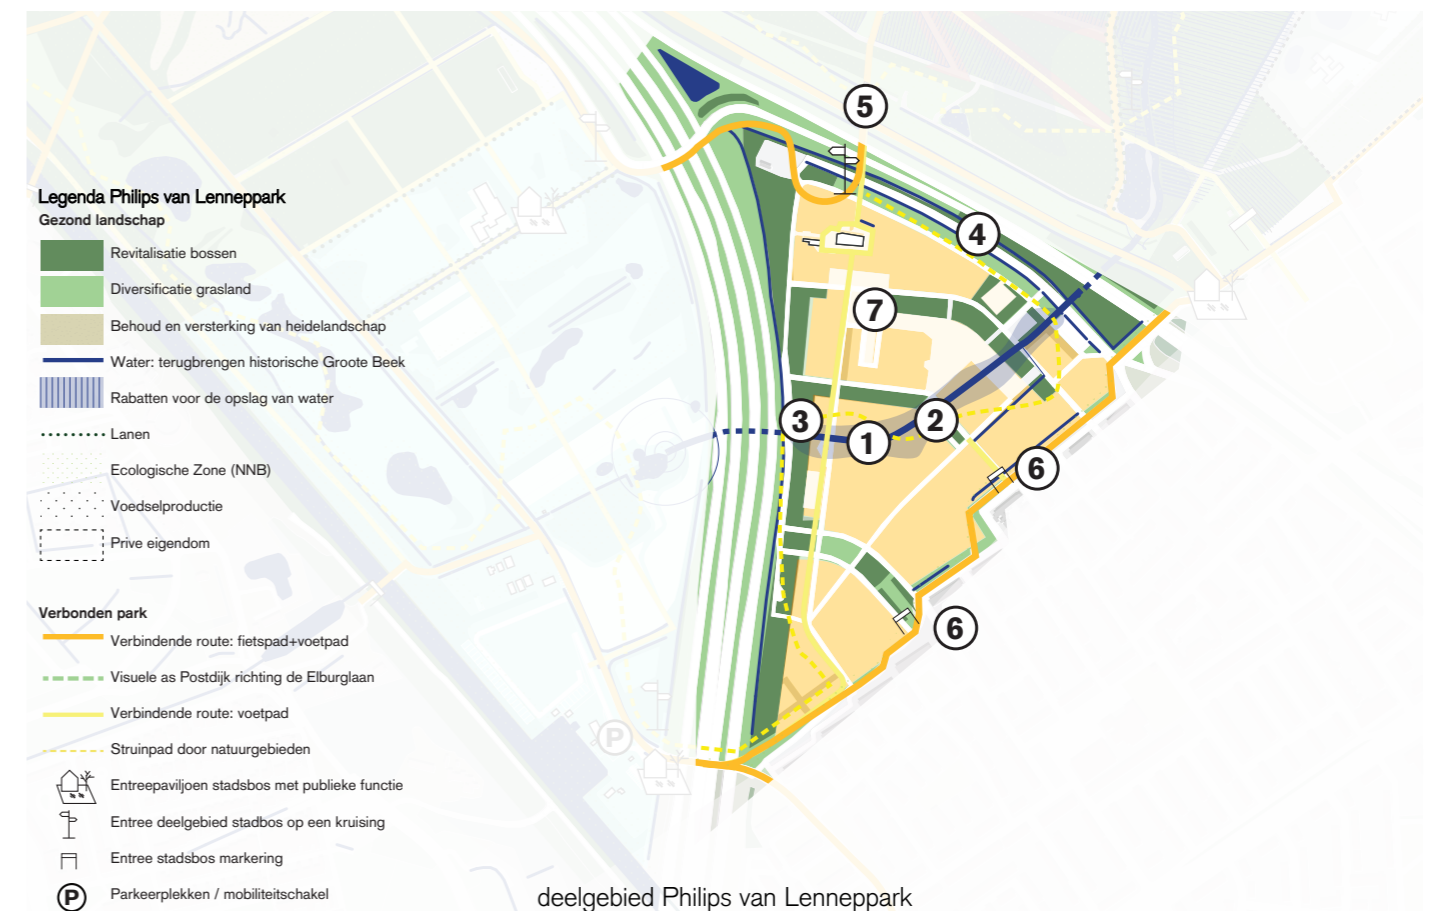 Legenda Philips van Lenneppark
Gezond landschap
Revitalisatie bossen
Diversificatie grasland
Behoud en versterking van heidelandschap
Water: terugbrengen historische Groote Beek
Rabatten voor de opslag van water
Lanen
Ecologische Zone (NNB)
Voedselproductie
Prive eigendom
Verbonden park
Verbindende route: fietspad+voetpad
Visuele as Postdijk richting de Elburglaan
Verbindende route: voetpad
Struinpad door natuurgebieden
Entreepaviljoen stadsbos met publieke functie
Entree deelgebied stadbos op een kruising
Entree stadsbos markering
P Parkeerplekken / mobiliteitschakel
5
4
7
3
2
1
6
6
P
deelgebied Philips van Lenneppark